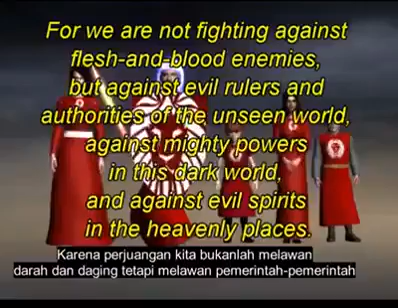 For we are not fighting against
flesh-and-blood enemies,
but against evil rulers and
authorities of the unseen world,
against mighty powers
in this dark world,
and against evil spirits
in the heavenly places.
Karena perjuangan kita bukanlah melawan
darah dan daging tetapi melawan pemerintah-pemerintah